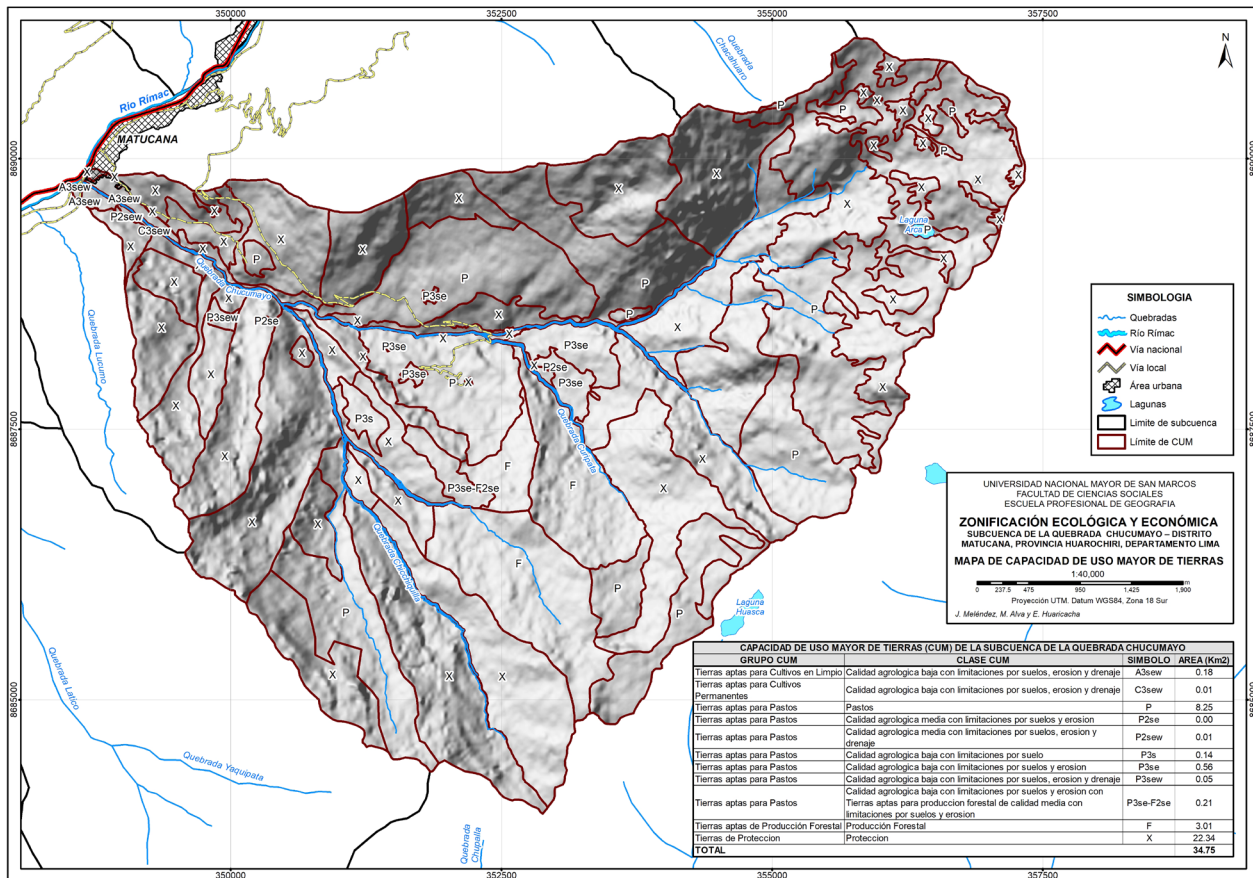 350000
352500
355000
357500
8690000
8687500
8685000
8690000
8687500
8685000
350000
352500
355000
357500
N
Río Rímac
MATUCANA
Quebrada
Chacahuaro
Laguna
Arca
Quebrada Chucumayo
Quebrada Lucumo
Quebrada Cunpata
Quebrada Chicchiquilla
Laguna
Huasca
Quebrada Latico
Quebrada Yaquipata
Quebrada
Chupalla
X
A3sew
A3sew
A3sew
P2sew
C3sew
P3sew
P2se
P3se
P3se
P3se
P3se
P2se
P3se
P3s
P3se-F2se
P
F
F
F
X
SIMBOLOGIA
Quebradas
Río Rímac
Vía nacional
Vía local
Área urbana
Lagunas
Limite de subcuenca
Límite de CUM
UNIVERSIDAD NACIONAL MAYOR DE SAN MARCOS
FACULTAD DE CIENCIAS SOCIALES
ESCUELA PROFESIONAL DE GEOGRAFIA
ZONIFICACIÓN ECOLÓGICA Y ECONÓMICA
SUBCUENCA DE LA QUEBRADA CHUCUMAYO – DISTRITO
MATUCANA, PROVINCIA HUAROCHIRI, DEPARTAMENTO LIMA
MAPA DE CAPACIDAD DE USO MAYOR DE TIERRAS
1:40,000
0 237.5 475 950 1,425 1,900
m
Proyección UTM. Datum WGS84, Zona 18 Sur
J. Meléndez, M. Alva y E. Huaricacha
CAPACIDAD DE USO MAYOR DE TIERRAS (CUM) DE LA SUBCUENCA DE LA QUEBRADA CHUCUMAYO
GRUPO CUM CLASE CUM SIMBOLO AREA (Km2)
Tierras aptas para Cultivos en Limpio Calidad agrologica baja con limitaciones por suelos, erosion y drenaje A3sew 0.18
Tierras aptas para Cultivos
Permanentes Calidad agrologica baja con limitaciones por suelos, erosion y drenaje C3sew 0.01
Tierras aptas para Pastos Pastos P 8.25
Tierras aptas para Pastos Calidad agrologica media con limitaciones por suelos y erosion P2se 0.00
Tierras aptas para Pastos Calidad agrologica media con limitaciones por suelos, erosion y
drenaje P2sew 0.01
Tierras aptas para Pastos Calidad agrologica baja con limitaciones por suelo P3s 0.14
Tierras aptas para Pastos Calidad agrologica baja con limitaciones por suelos y erosion P3se 0.56
Tierras aptas para Pastos Calidad agrologica baja con limitaciones por suelos, erosion y drenaje P3sew 0.05
Tierras aptas para Pastos Calidad agrologica baja con limitaciones por suelos y erosion con
Tierras aptas para produccion forestal de calidad media con
limitaciones por suelos y erosion P3se-F2se 0.21
Tierras aptas de Producción Forestal Producción Forestal F 3.01
Tierras de Proteccion Proteccion X 22.34
TOTAL 34.75